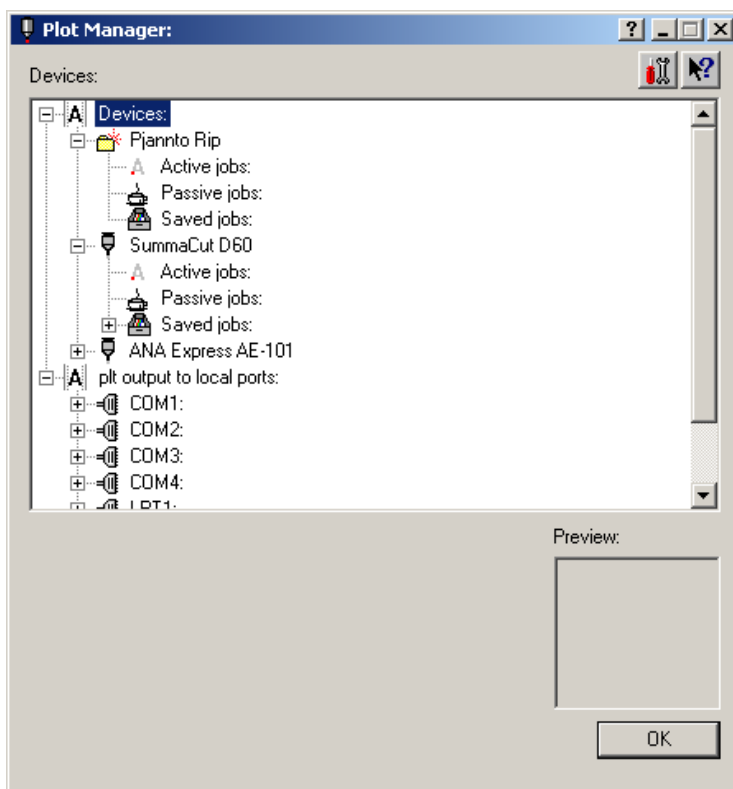 Plot Manager:
Devices:
Devices:
Pjannto Rip
Active jobs:
Passive jobs:
Saved jobs:
SummaCut D60
Active jobs:
Passive jobs:
Saved jobs:
ANA Express AE-101
plt output to local ports:
COM1:
COM2:
COM3:
COM4:
LPT1:
Preview:
OK